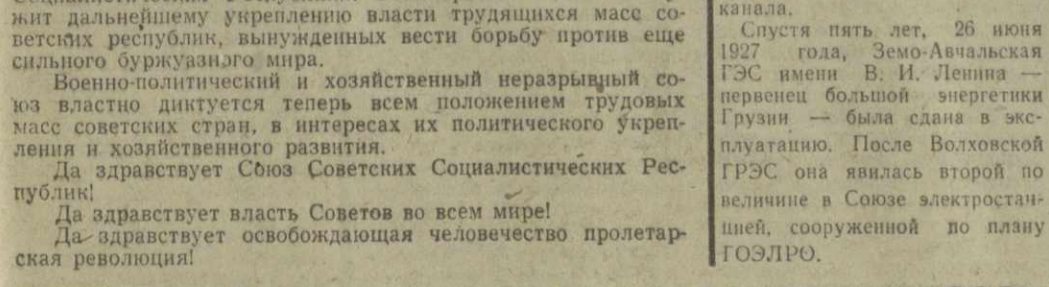 жит дальнейшему укреплению власти трудящихся масс со-
ветских республик, вынужденных вести борьбу против еще
сильного буржуазного мира.
Военно-политический и хозяйственный неразрывный со-
юз властно диктуется теперь всем положением трудовых
масс советских стран, в интересах их политического укреп-
ления и хозяйственного развития.
Да здравствует Союз Советских Социалистических Рес-
публик!
Да здравствует власть Советов во всем мире!
Да здравствует освобождающая человечество пролетар-
ская революция!
канала.
Спустя пять лет, 26 июня
1927 года, Земо-Авчальская
ГЭС имени В. И. Ленина —
первенец большой энергетики
Грузии — была сдана в экс-
плуатацию. После Волховской
ГРЭС она явилась второй по
величине в Союзе электростан-
цией, сооруженной по плану
ГОЭЛРО.